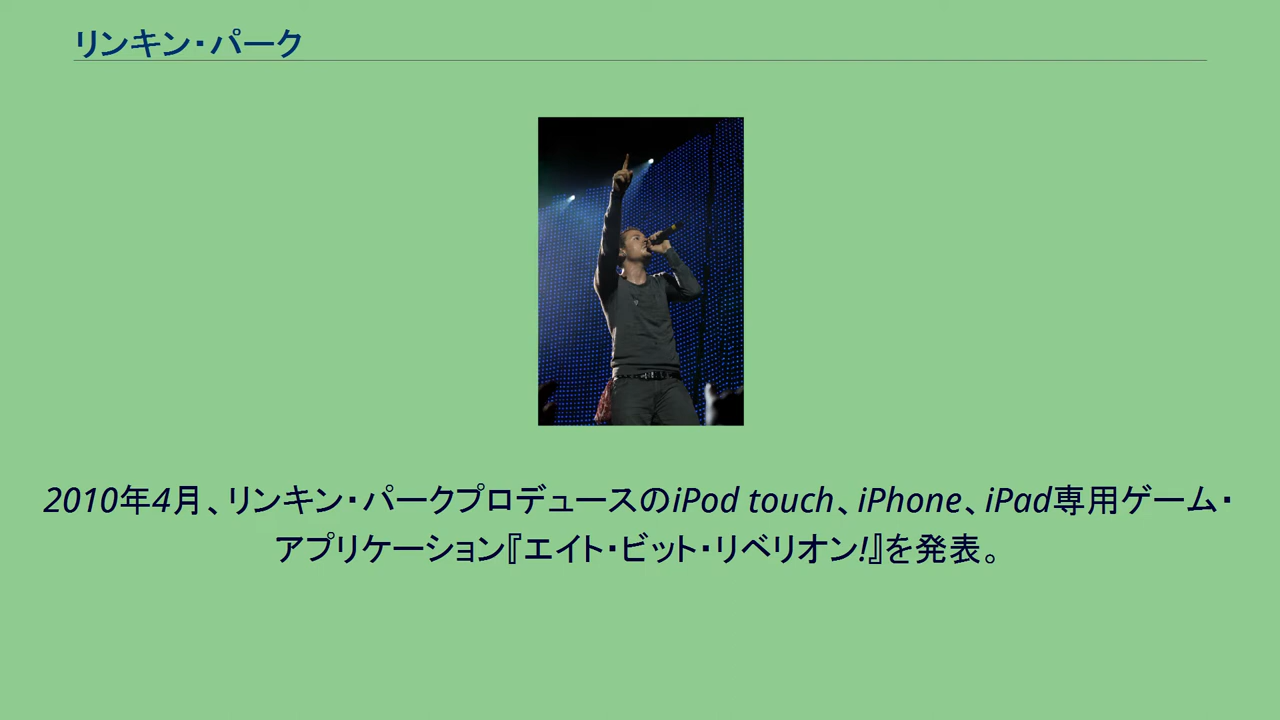 リンキン・パーク
2010年4月、リンキン・パークプロデュースのiPod touch、iPhone、iPad専用ゲーム・
アプリケーション『エイト・ビット・リベリオン!』を発表。